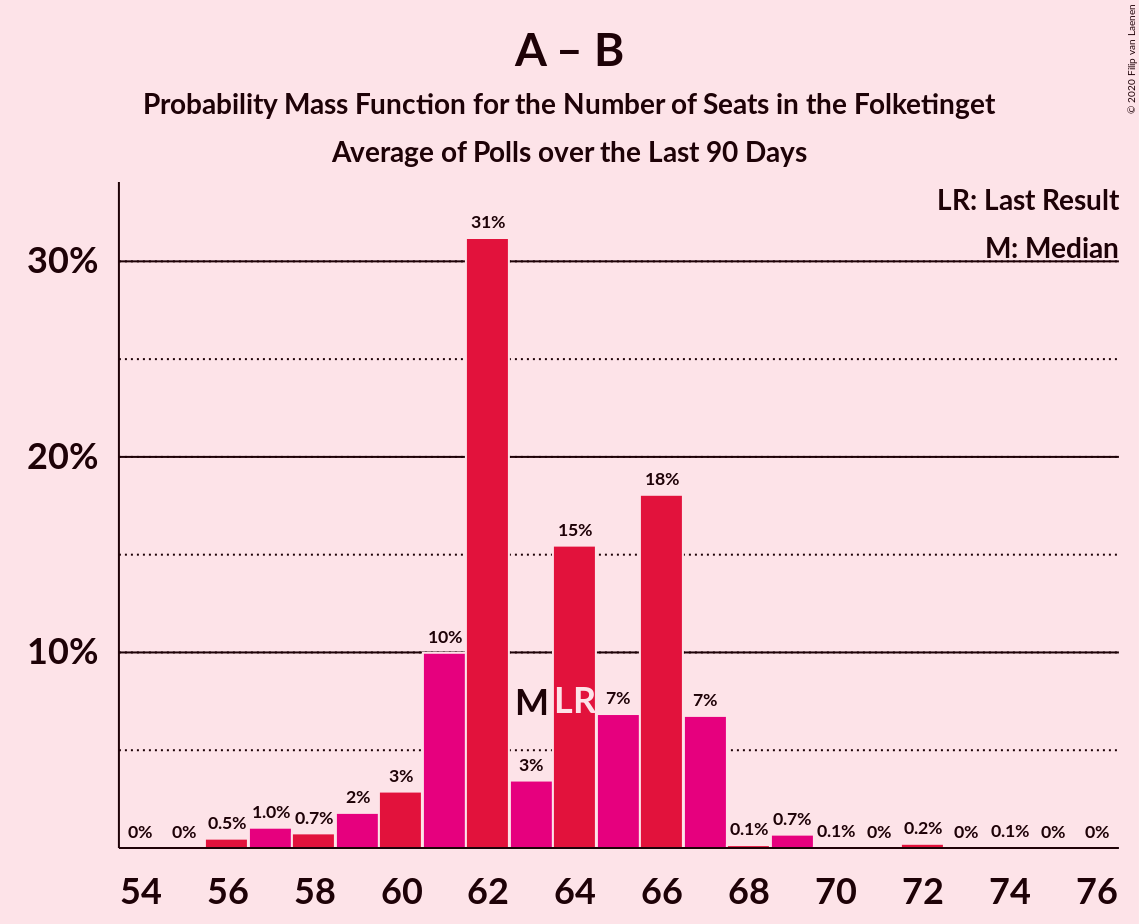 A – B
Probability Mass Function for the Number of Seats in the Folketinget
Average of Polls over the Last 90 Days
© 2020 Filip van Laenen
LR: Last Result
M: Median
30%
20%
10%
0% 0% 0.5% 1.0% 0.7% 2% 3% 10% 31% 3% 15% 7% 18% 7% 0.1% 0.7% 0.1% 0% 0.2% 0% 0.1% 0% 0%
M LR
54 56 58 60 62 64 66 68 70 72 74 76